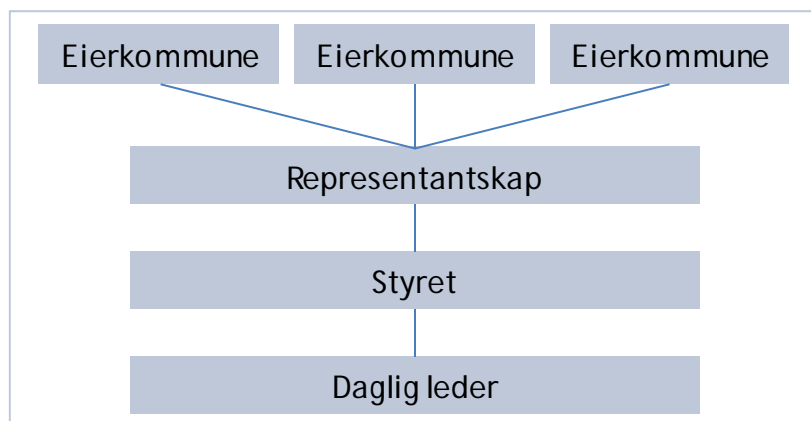 Eierkommune Eierkommune Eierkommune
Representantskap
Styret
Daglig leder